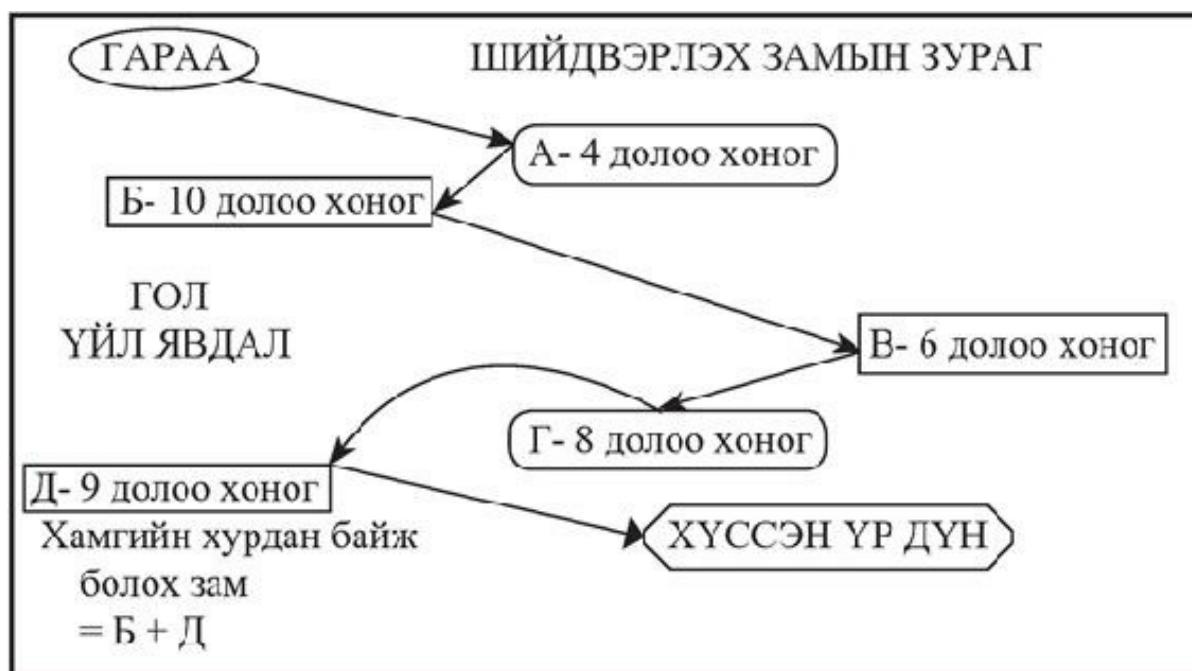 ГАРАА
ШИЙДВЭРЛЭХ ЗАМЫН ЗУРАГ
А- 4 долоо хоног
Б- 10 долоо хоног
ГОЛ
ҮЙЛ ЯВДАЛ
В- 6 долоо хоног
Г- 8 долоо хоног
Д- 9 долоо хоног
Хамгийн хурдан байж
болох зам
= Б + Д
ХҮССЭН ҮР ДҮН